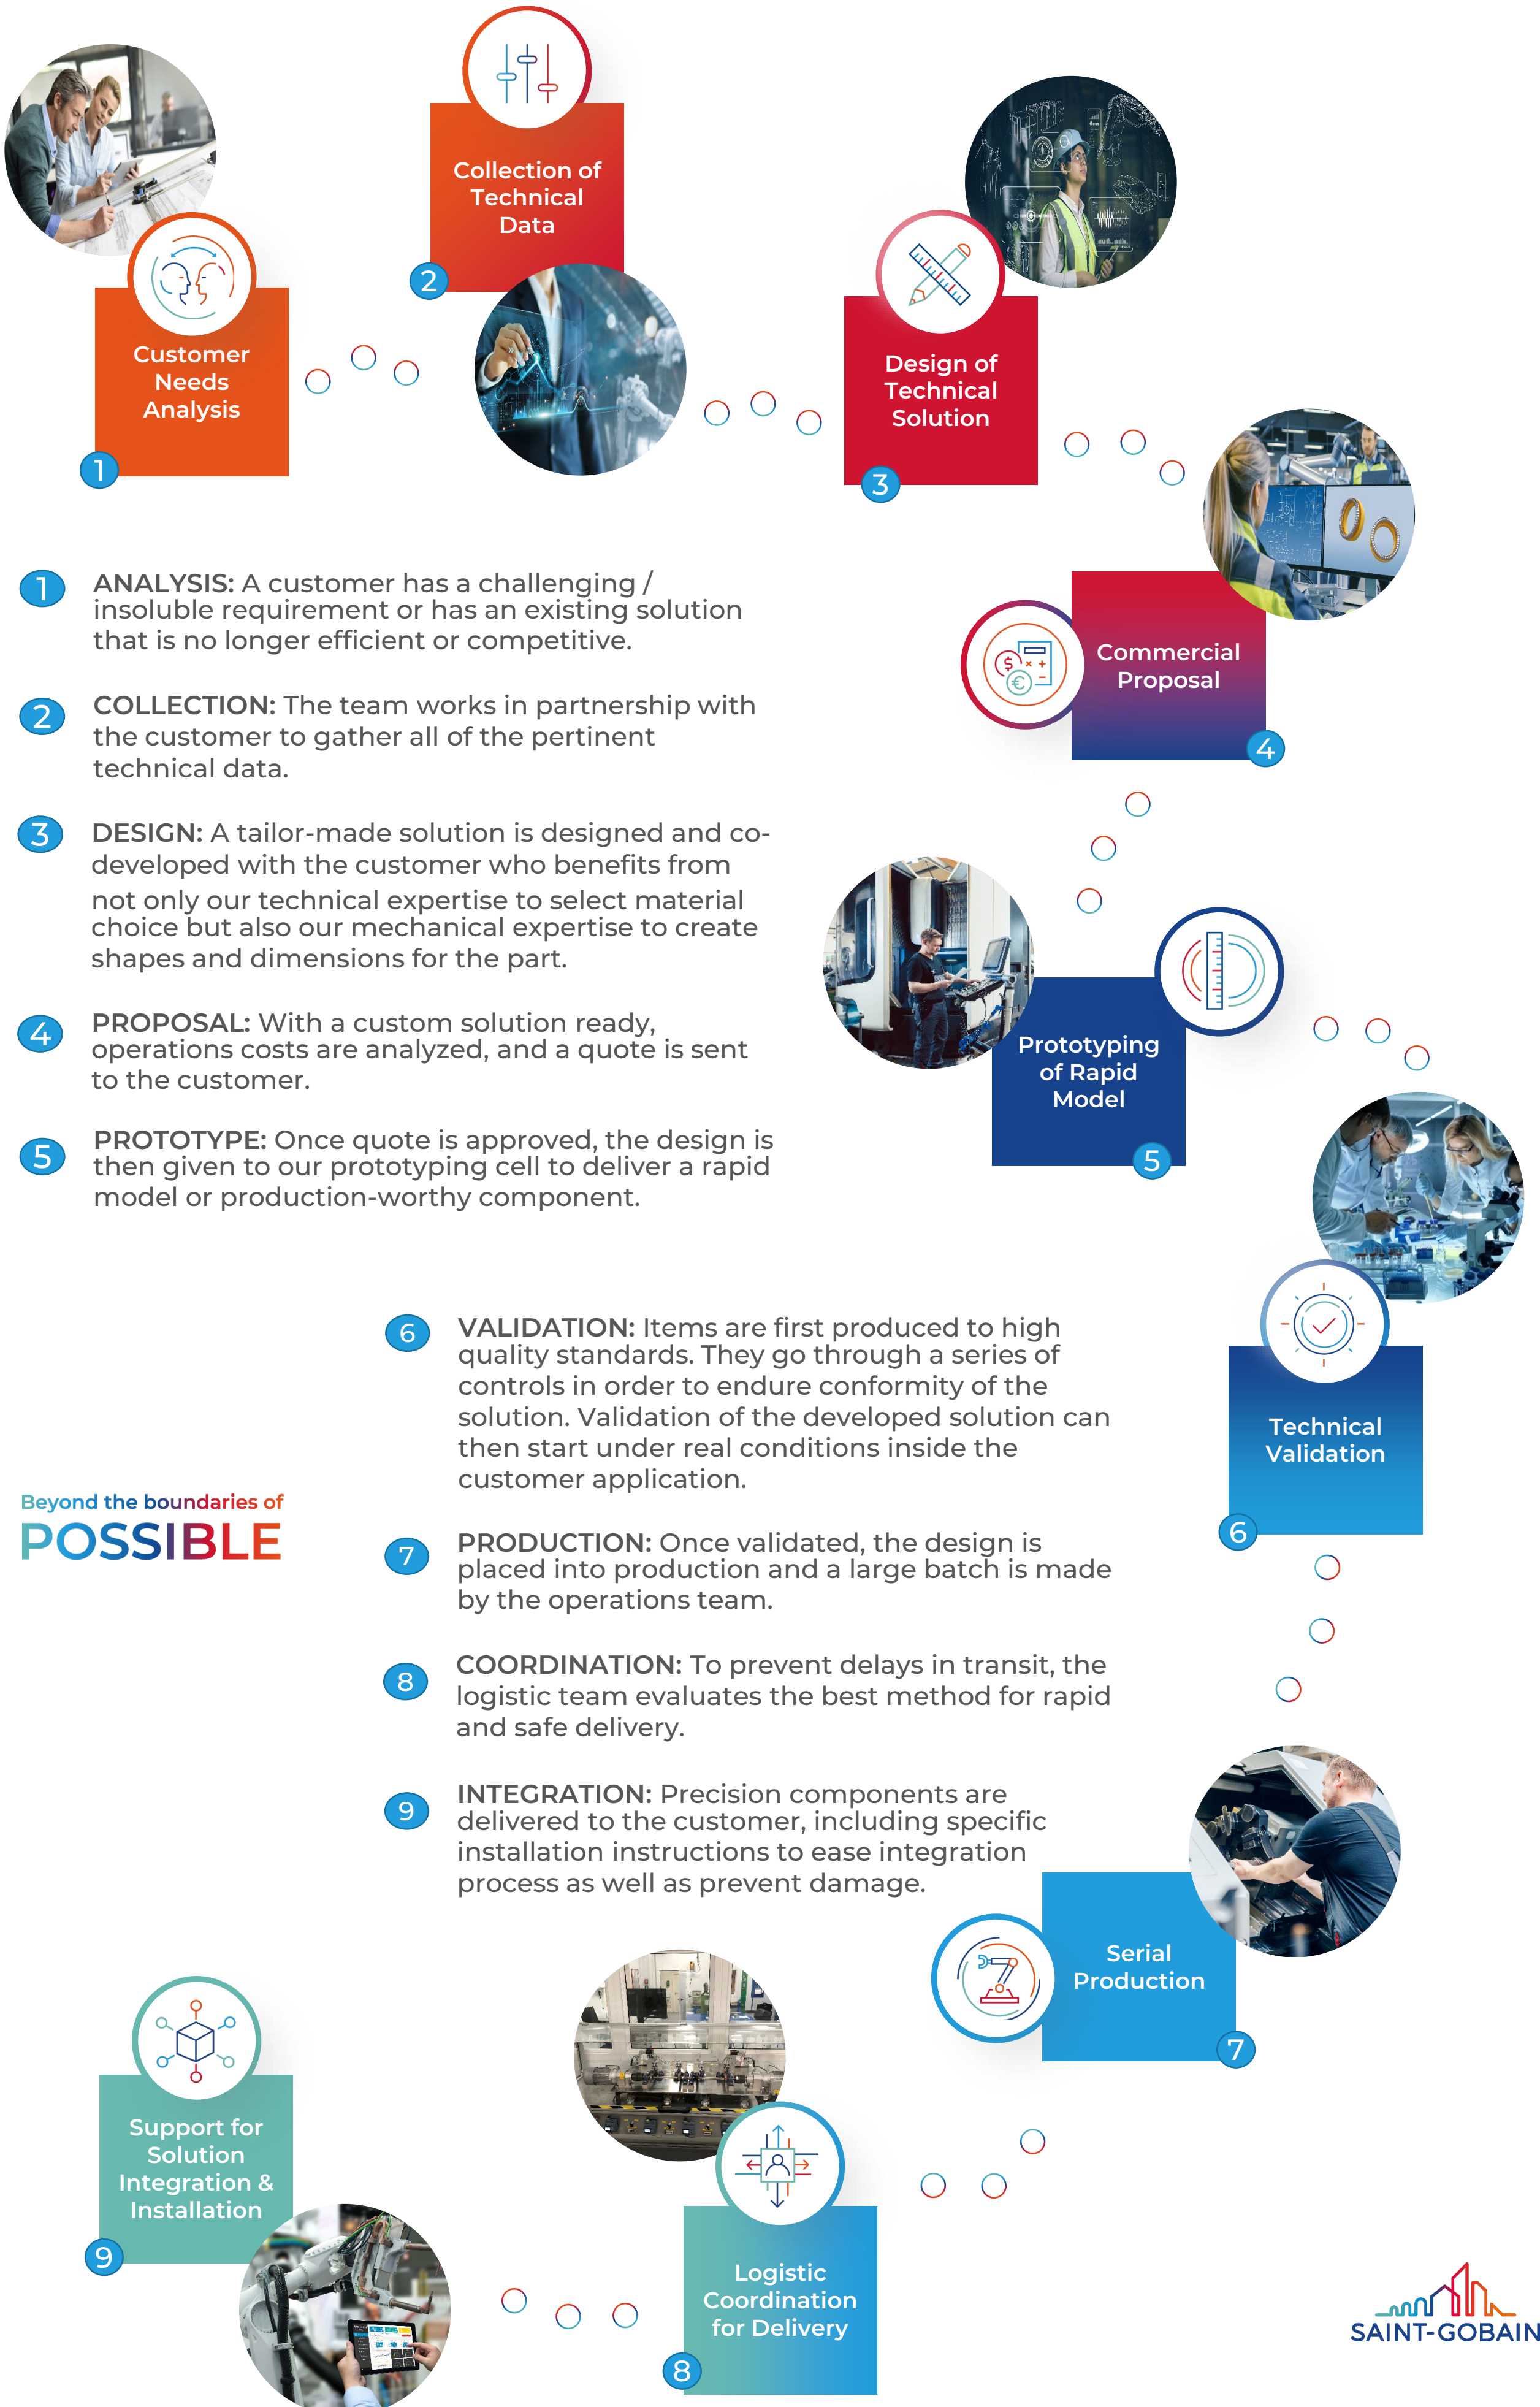 Collection of
Technical
Data
2
Customer
Needs
Analysis
1
Design of
Technical
Solution
3
1
ANALYSIS: A customer has a challenging /
insoluble requirement or has an existing solution
that is no longer efficient or competitive.
Commercial
Proposal
4
2
COLLECTION: The team works in partnership with
the customer to gather all of the pertinent
technical data.
3
DESIGN: A tailor-made solution is designed and co-
developed with the customer who benefits from
not only our technical expertise to select material
choice but also our mechanical expertise to create
shapes and dimensions for the part.
4
PROPOSAL: With a custom solution ready,
operations costs are analyzed, and a quote is sent
to the customer.
Prototyping
of Rapid
Model
5
5
PROTOTYPE: Once quote is approved, the design is
then given to our prototyping cell to deliver a rapid
model or production-worthy component.
6
VALIDATION: Items are first produced to high
quality standards. They go through a series of
controls in order to endure conformity of the
solution. Validation of the developed solution can
then start under real conditions inside the
customer application.
Technical
Validation
6
Beyond the boundaries of
POSSIBLE
7
PRODUCTION: Once validated, the design is
placed into production and a large batch is made
by the operations team.
8
COORDINATION: To prevent delays in transit, the
logistic team evaluates the best method for rapid
and safe delivery.
9
INTEGRATION: Precision components are
delivered to the customer, including specific
installation instructions to ease integration
process as well as prevent damage.
Serial
Production
7
Support for
Solution
Integration &
Installation
9
Logistic
Coordination
for Delivery
8
SAINT-GOBAIN